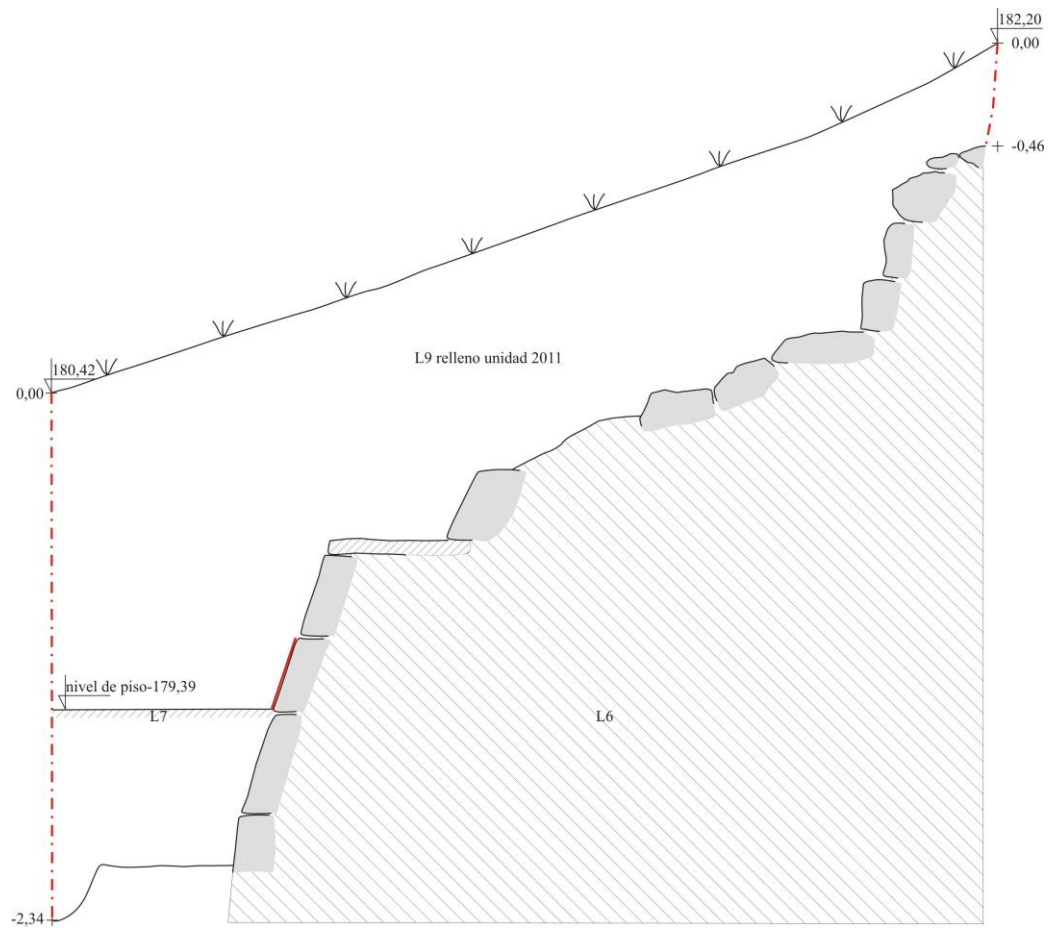 182,20
0,00
-0,46
L9 relleno unidad 2011
180,42
0,00
nivel de piso-179,39
L7
L6
-2,34